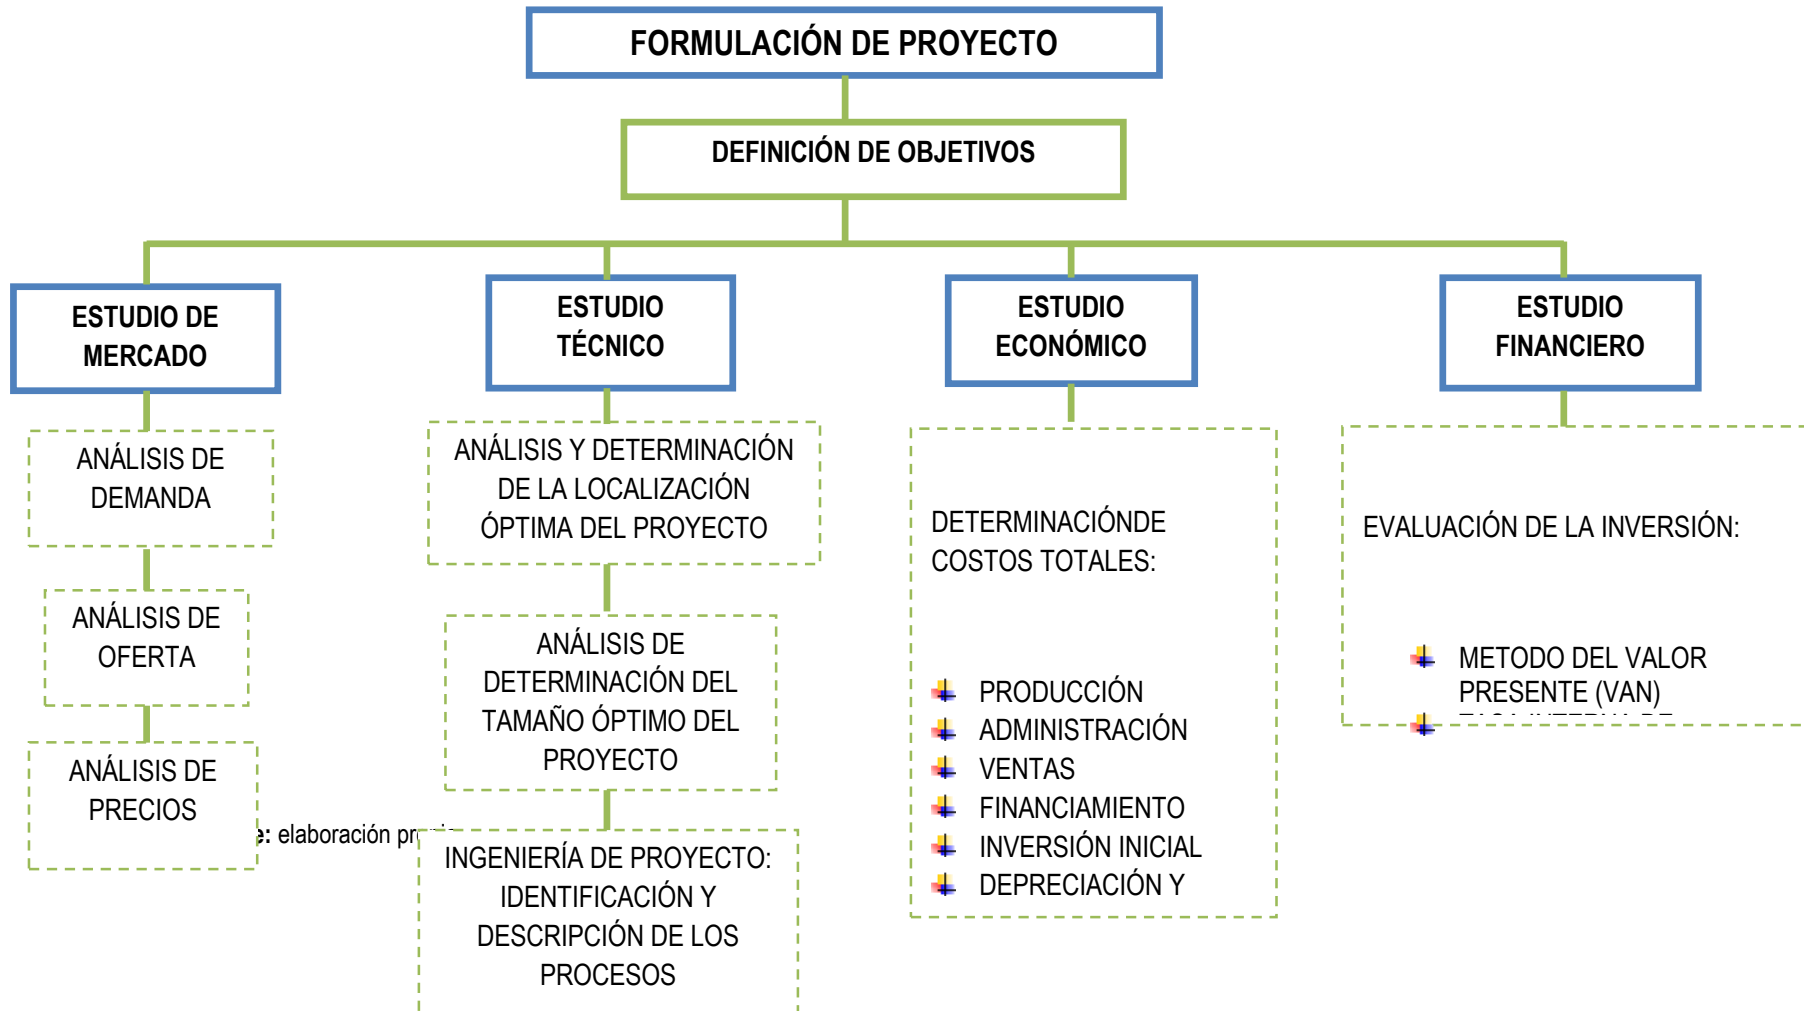 FORMULACIÓN DE PROYECTO
DEFINICIÓN DE OBJETIVOS
ESTUDIO DE
MERCADO
ANÁLISIS DE
DEMANDA
ANÁLISIS DE
OFERTA
ANÁLISIS DE
PRECIOS
elaboración
ESTUDIO
TÉCNICO
ANÁLISIS Y DETERMINACIÓN
DE LA LOCALIZACIÓN
ÓPTIMA DEL PROYECTO
ANÁLISIS DE
DETERMINACIÓN DEL
TAMAÑO ÓPTIMO DEL
PROYECTO
INGENIERÍA DE PROYECTO:
IDENTIFICACIÓN Y
DESCRIPCIÓN DE LOS
PROCESOS
ESTUDIO
ECONÓMICO
DETERMINACIÓNDE
COSTOS TOTALES:
PRODUCCIÓN
ADMINISTRACIÓN
VENTAS
FINANCIAMIENTO
INVERSIÓN INICIAL
DEPRECIACIÓN Y
ESTUDIO
FINANCIERO
EVALUACIÓN DE LA INVERSIÓN:
METODO DEL VALOR
PRESENTE (VAN)